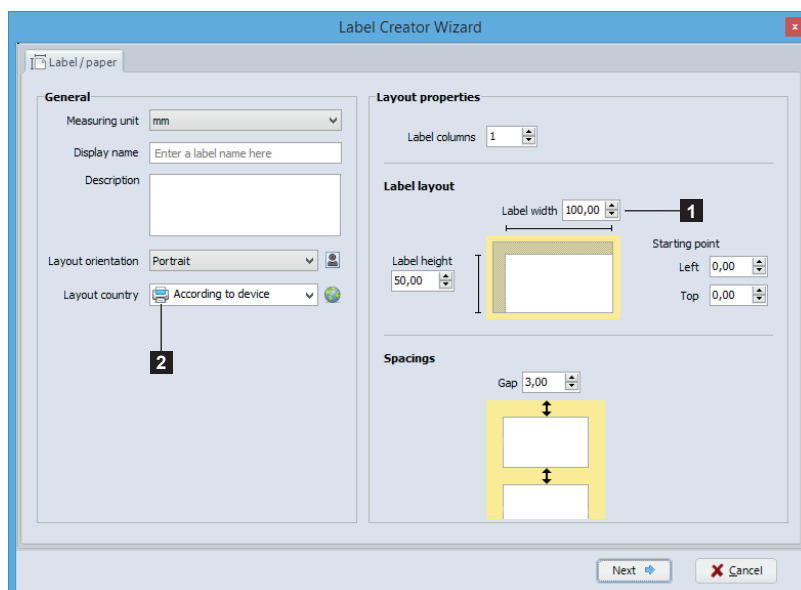 Label Creator Wizard
x
Label / paper
General
Measuring unit mm
Display name Enter a label name here
Description
Layout orientation Portrait
Layout country According to device
2
Layout properties
Label columns 1
Label layout
Label width 100,00
1
Label height
50,00
Starting point
Left 0,00
Top 0,00
Spacings
Gap 3,00
Next
Cancel